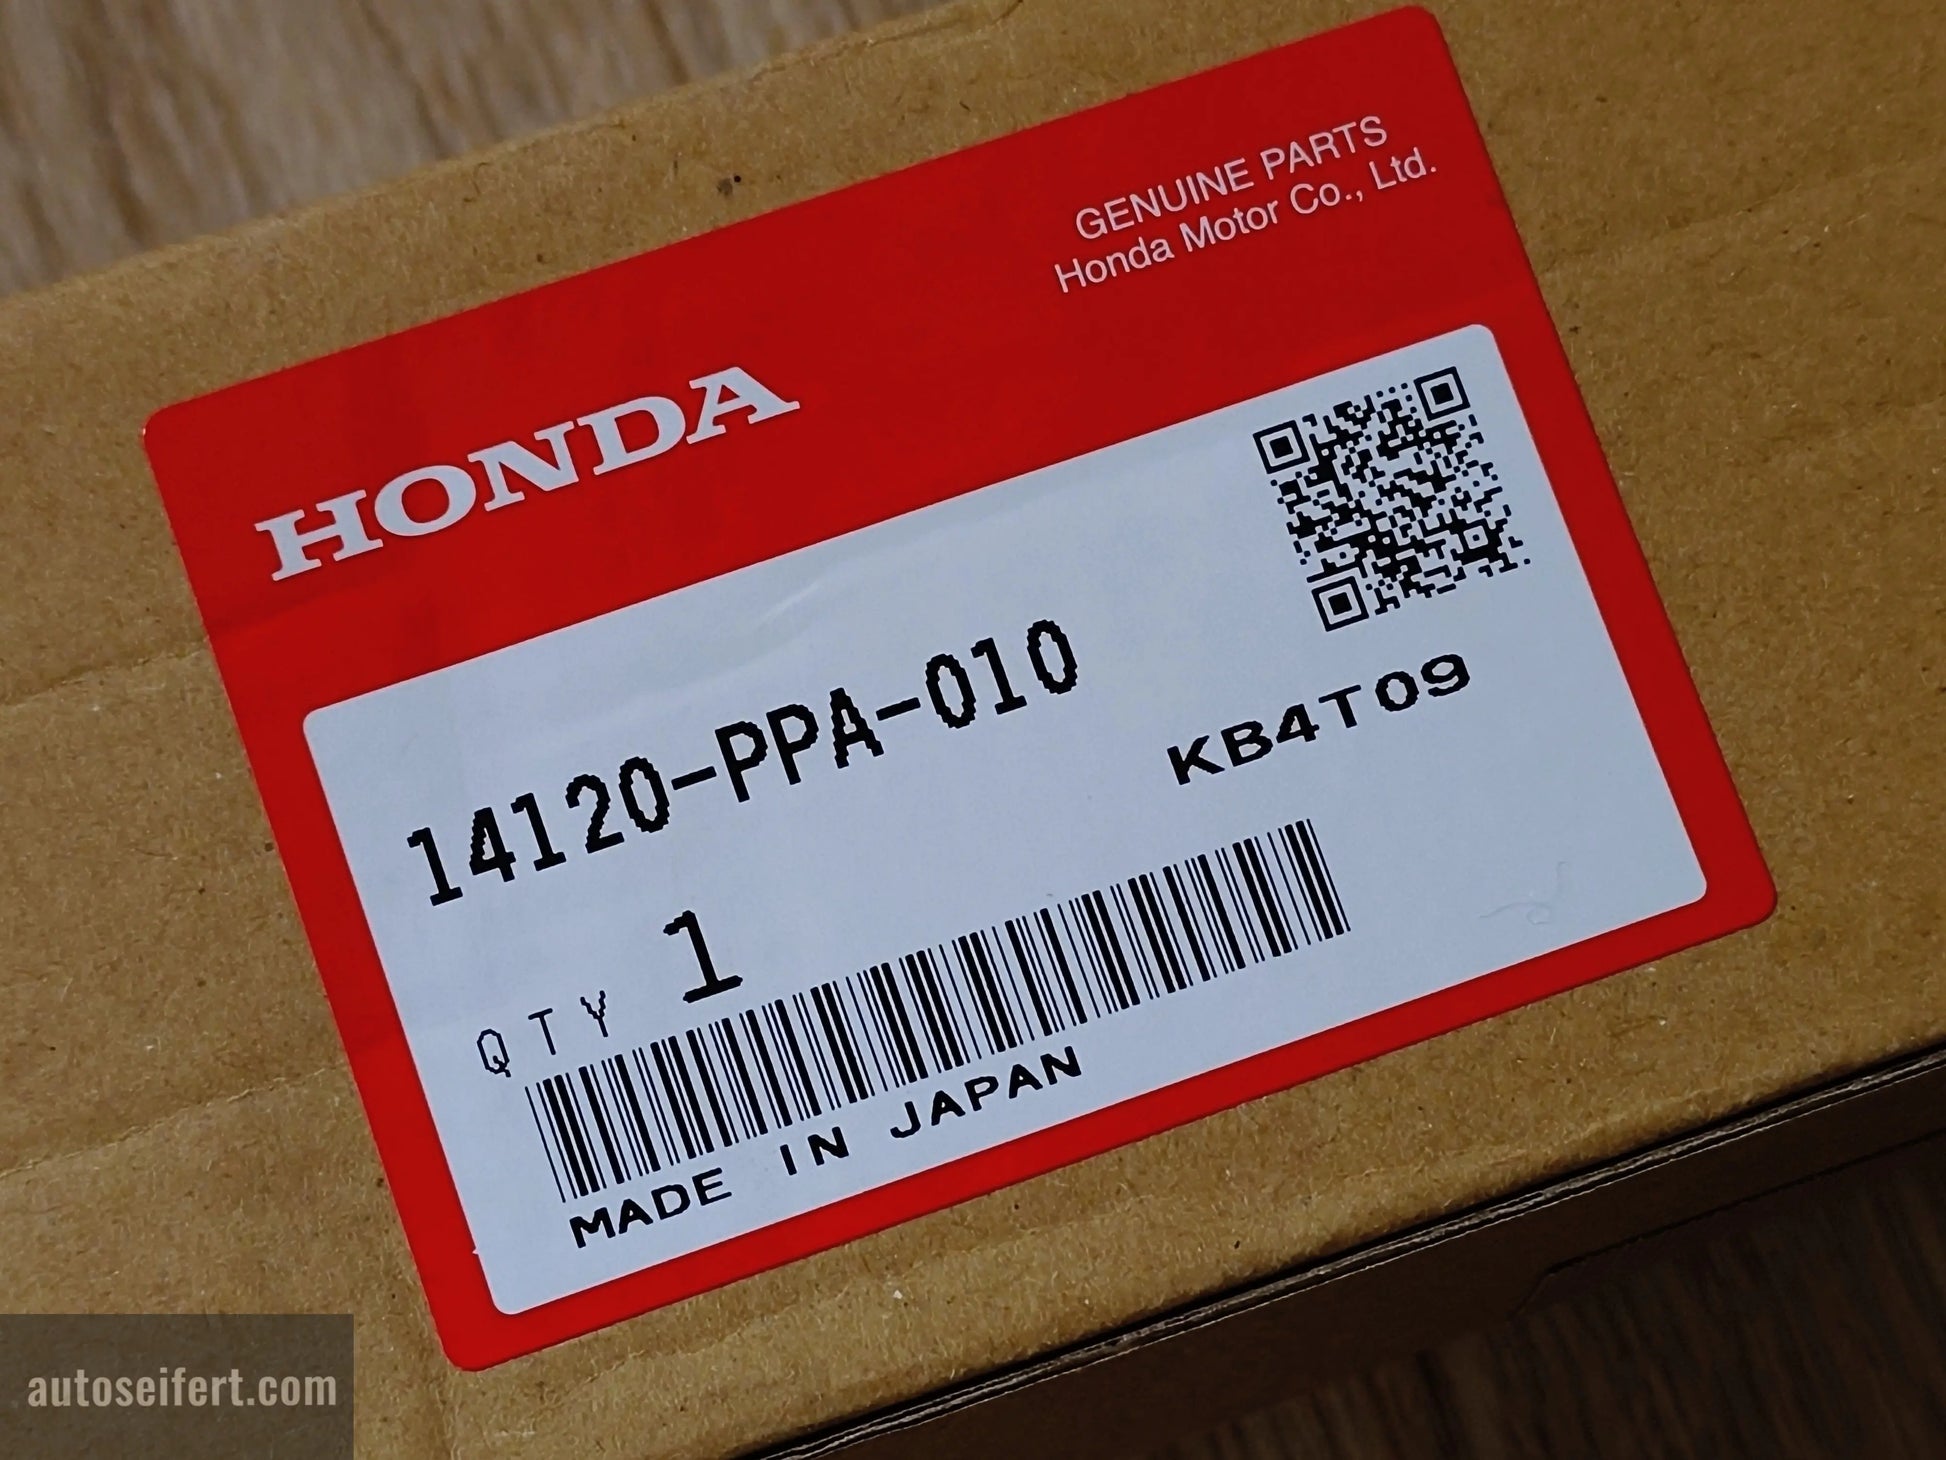 GENUINE PARTS
Honda Motor Co., Ltd.
HONDA
14120-PPA-010
KB4T09
QTY 1
MADE IN JAPAN
autoseifert.com